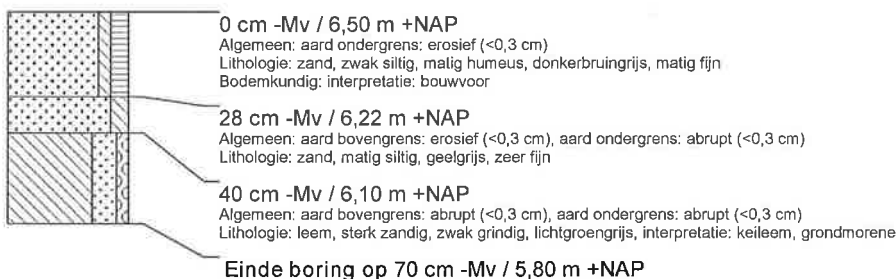 0 cm -Mv / 6,50 m +NAP
Algemeen: aard ondergrens: erosief (<0,3 cm)
Lithologie: zand, zwak siltig, matig humeus, donkerbruingrijs, matig fijn
Bodemkundig: interpretatie: bouwvoor
28 cm -Mv / 6,22 m +NAP
Algemeen: aard bovengrens: erosief (<0,3 cm), aard ondergrens: abrupt (<0,3 cm)
Lithologie: zand, matig siltig, geelgrijs, zeer fijn
40 cm -Mv / 6,10 m +NAP
Algemeen: aard bovengrens: abrupt (<0,3 cm), aard ondergrens: abrupt (<0,3 cm)
Lithologie: leem, sterk zandig, zwak grindig, lichtgroengrijs, interpretatie: keileem, grondmorene
Einde boring op 70 cm -Mv / 5,80 m +NAP